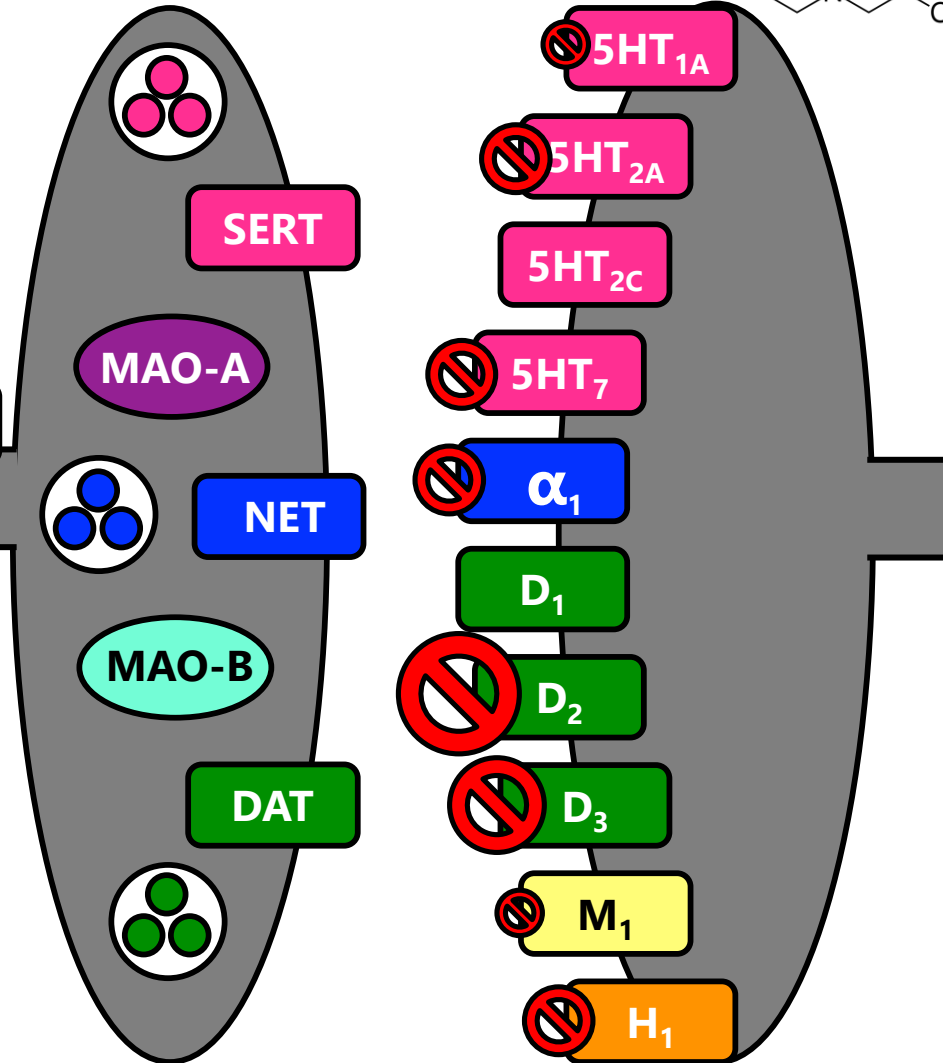 O
5HT1A
5HT2A
SERT
5HT2C
MAO-A
5HT7
α1
NET
D1
MAO-B
D2
DAT
D3
M1
H1